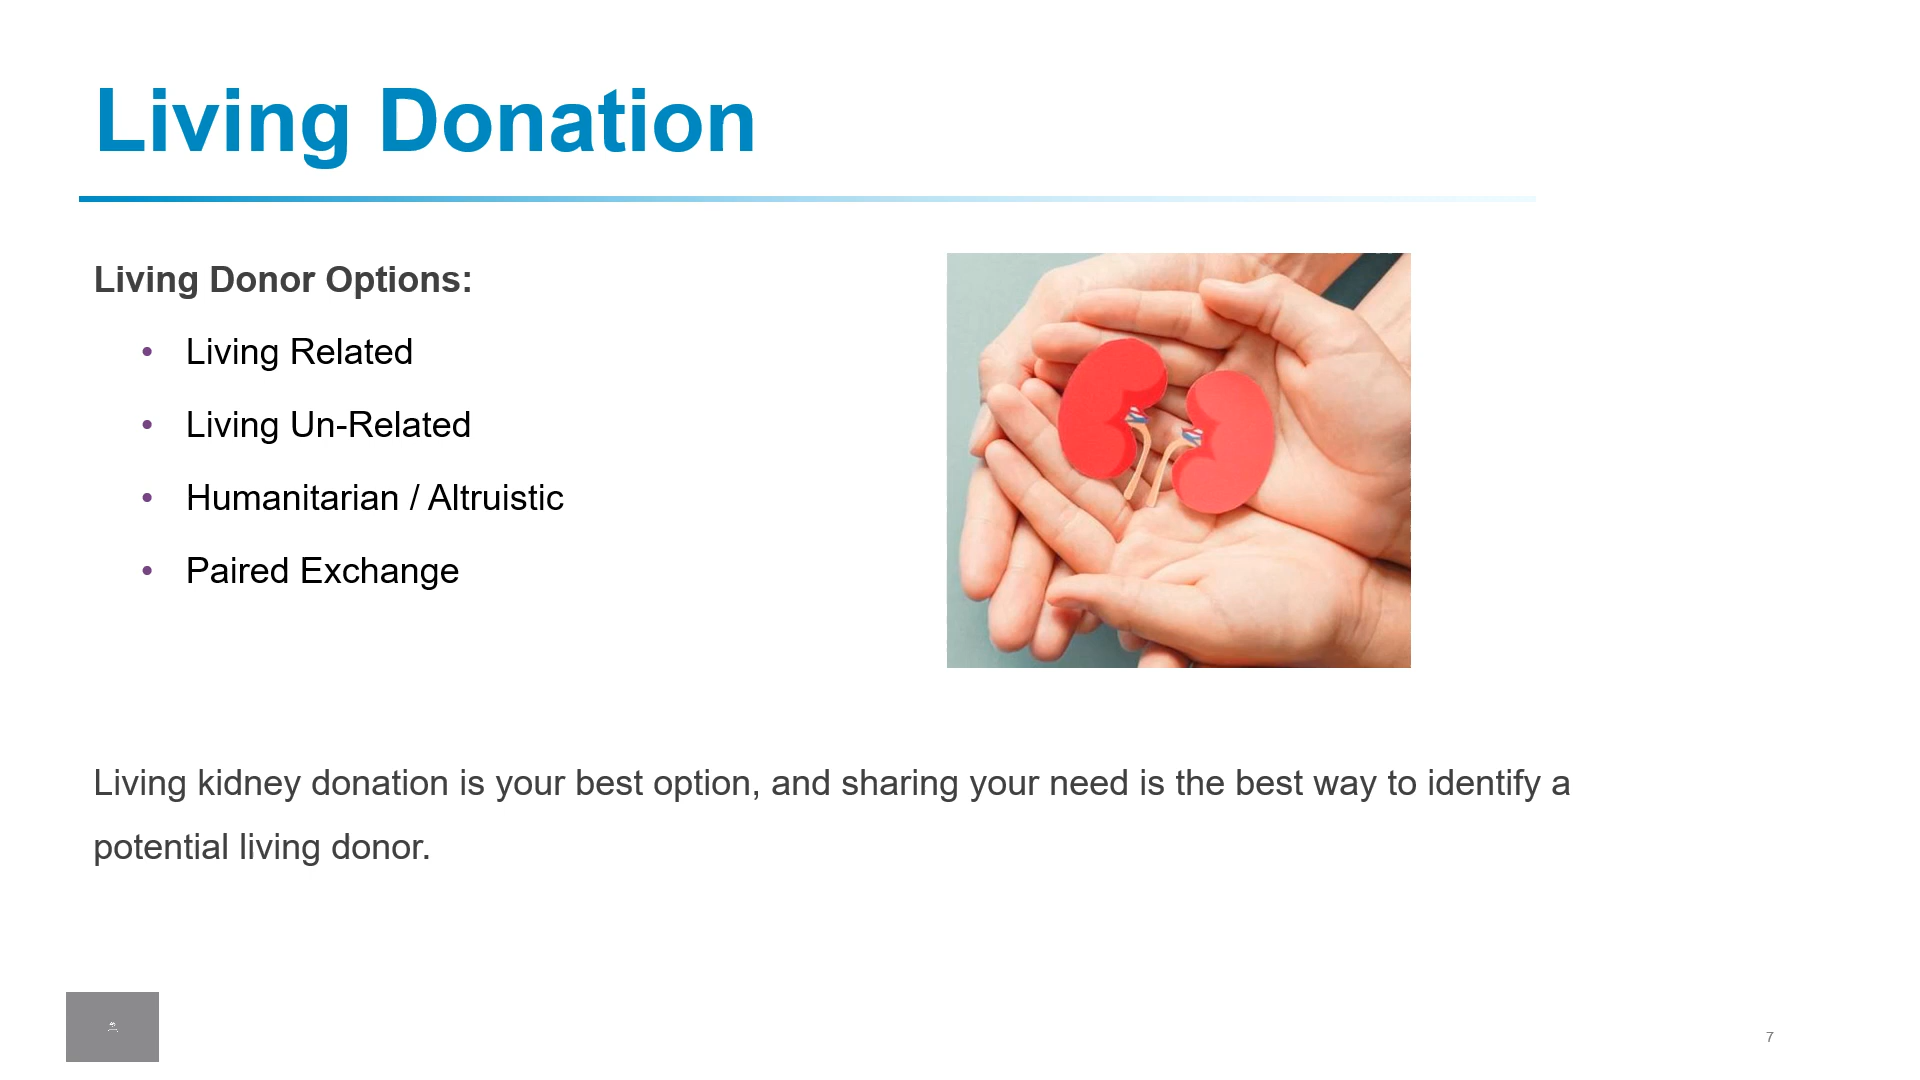 Living Donation
Living Donor Options:
• Living Related
• Living Un-Related
• Humanitarian / Altruistic
• Paired Exchange
Living kidney donation is your best option, and sharing your need is the best way to identify a
potential living donor.
7